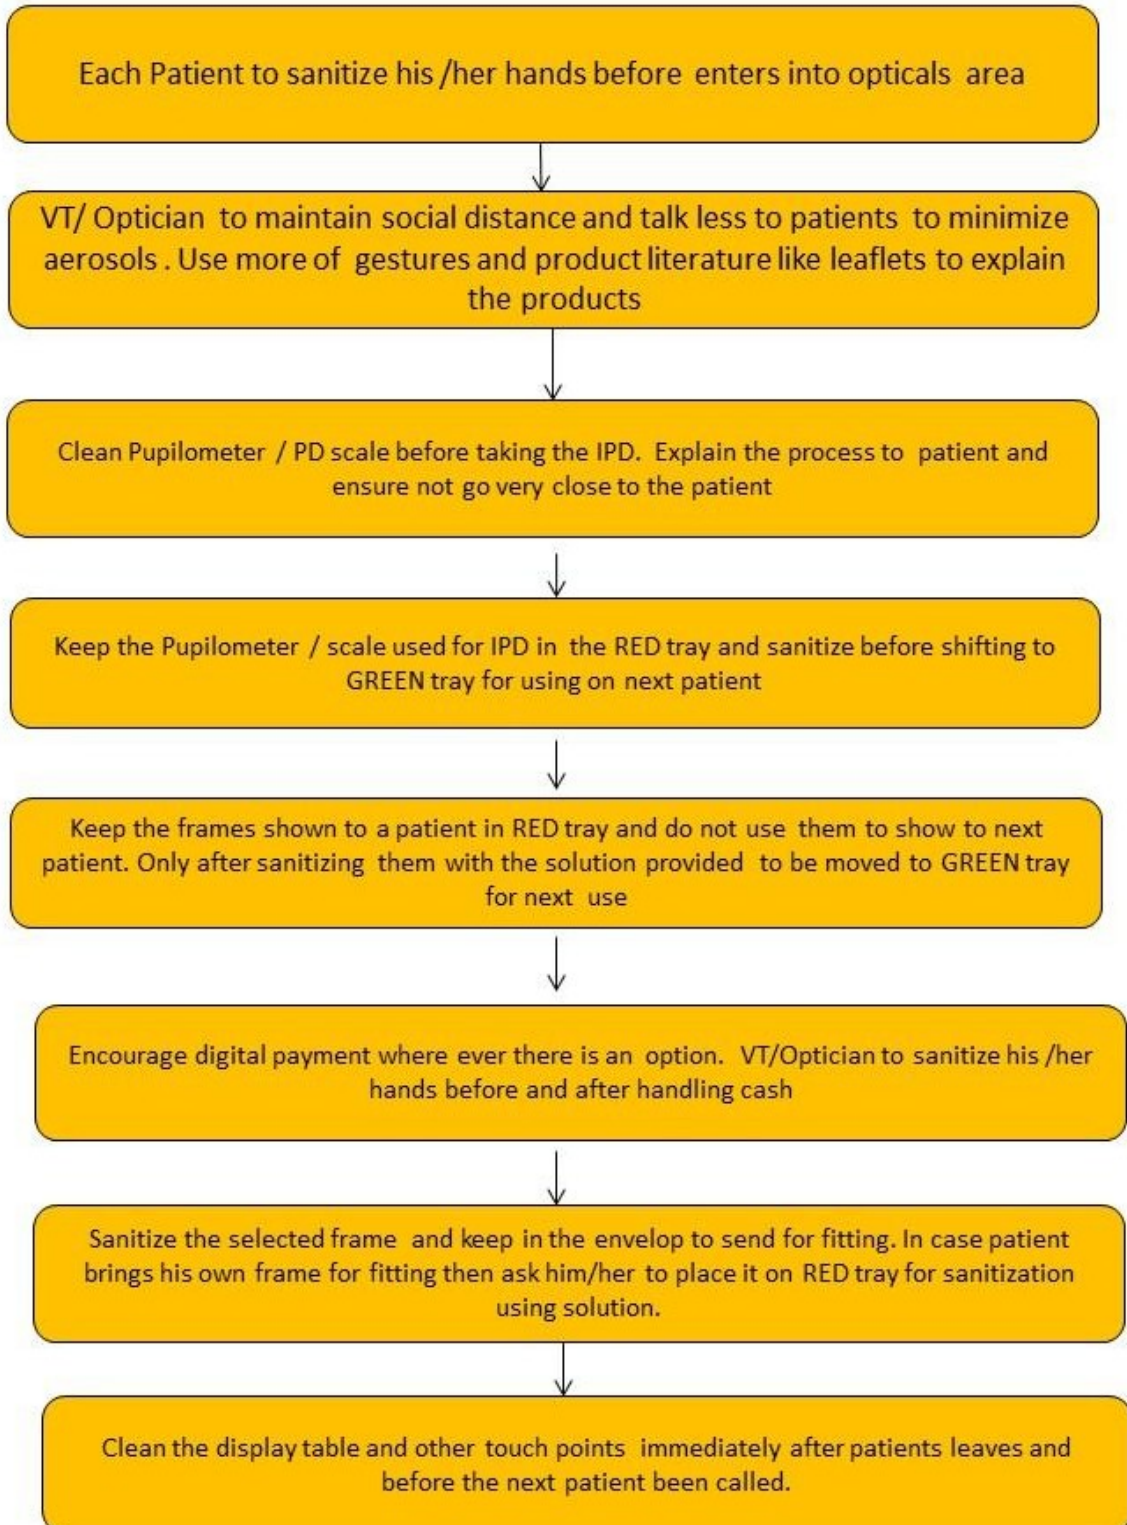 Each Patient to sanitize his /her hands before enters into opticals area
VT/ Optician to maintain social distance and talk less to patients to minimize
aerosols . Use more of gestures and product literature like leaflets to explain
the products
Clean Pupilometer / PD scale before taking the IPD. Explain the process to patient and
ensure not go very close to the patient
Keep the Pupilometer / scale used for IPD in the RED tray and sanitize before shifting to
GREEN tray for using on next patient
Keep the frames shown to a patient in RED tray and do not use them to show to next
patient. Only after sanitizing them with the solution provided to be moved to GREEN tray
for next use
Encourage digital payment where ever there is an option. VT/Optician to sanitize his /her
hands before and after handling cash
Sanitize the selected frame and keep in the envelop to send for fitting. In case patient
brings his own frame for fitting then ask him/her to place it on RED tray for sanitization
using solution.
Clean the display table and other touch points immediately after patients leaves and
before the next patient been called.